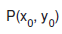 P(x₀, y₀)